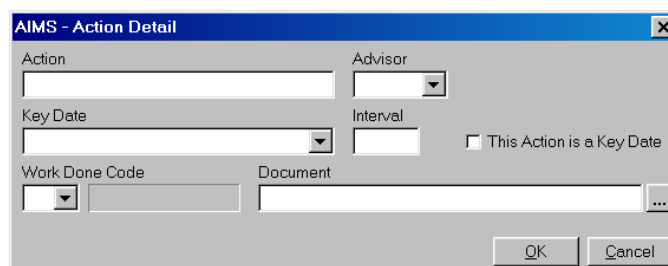 AIMS - Action Detail
Action Advisor
Key Date Interval
This Action is a Key Date
Work Done Code Document
...
OK Cancel